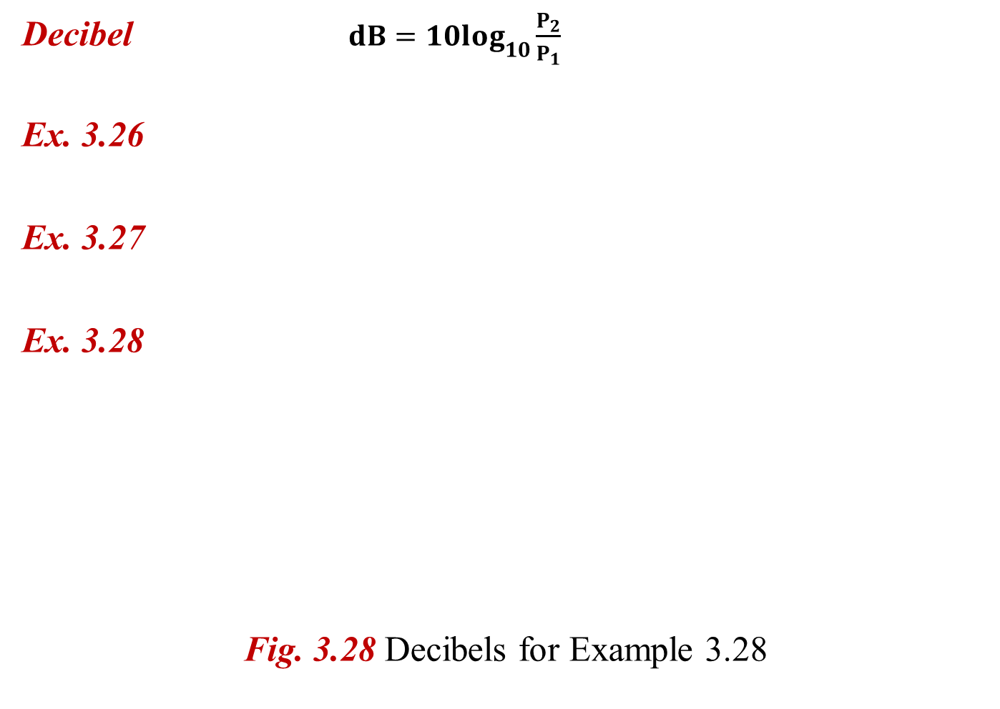 Decibel dB = 10log₁₀ P₂/P₁
Ex. 3.26
Ex. 3.27
Ex. 3.28
Fig. 3.28 Decibels for Example 3.28